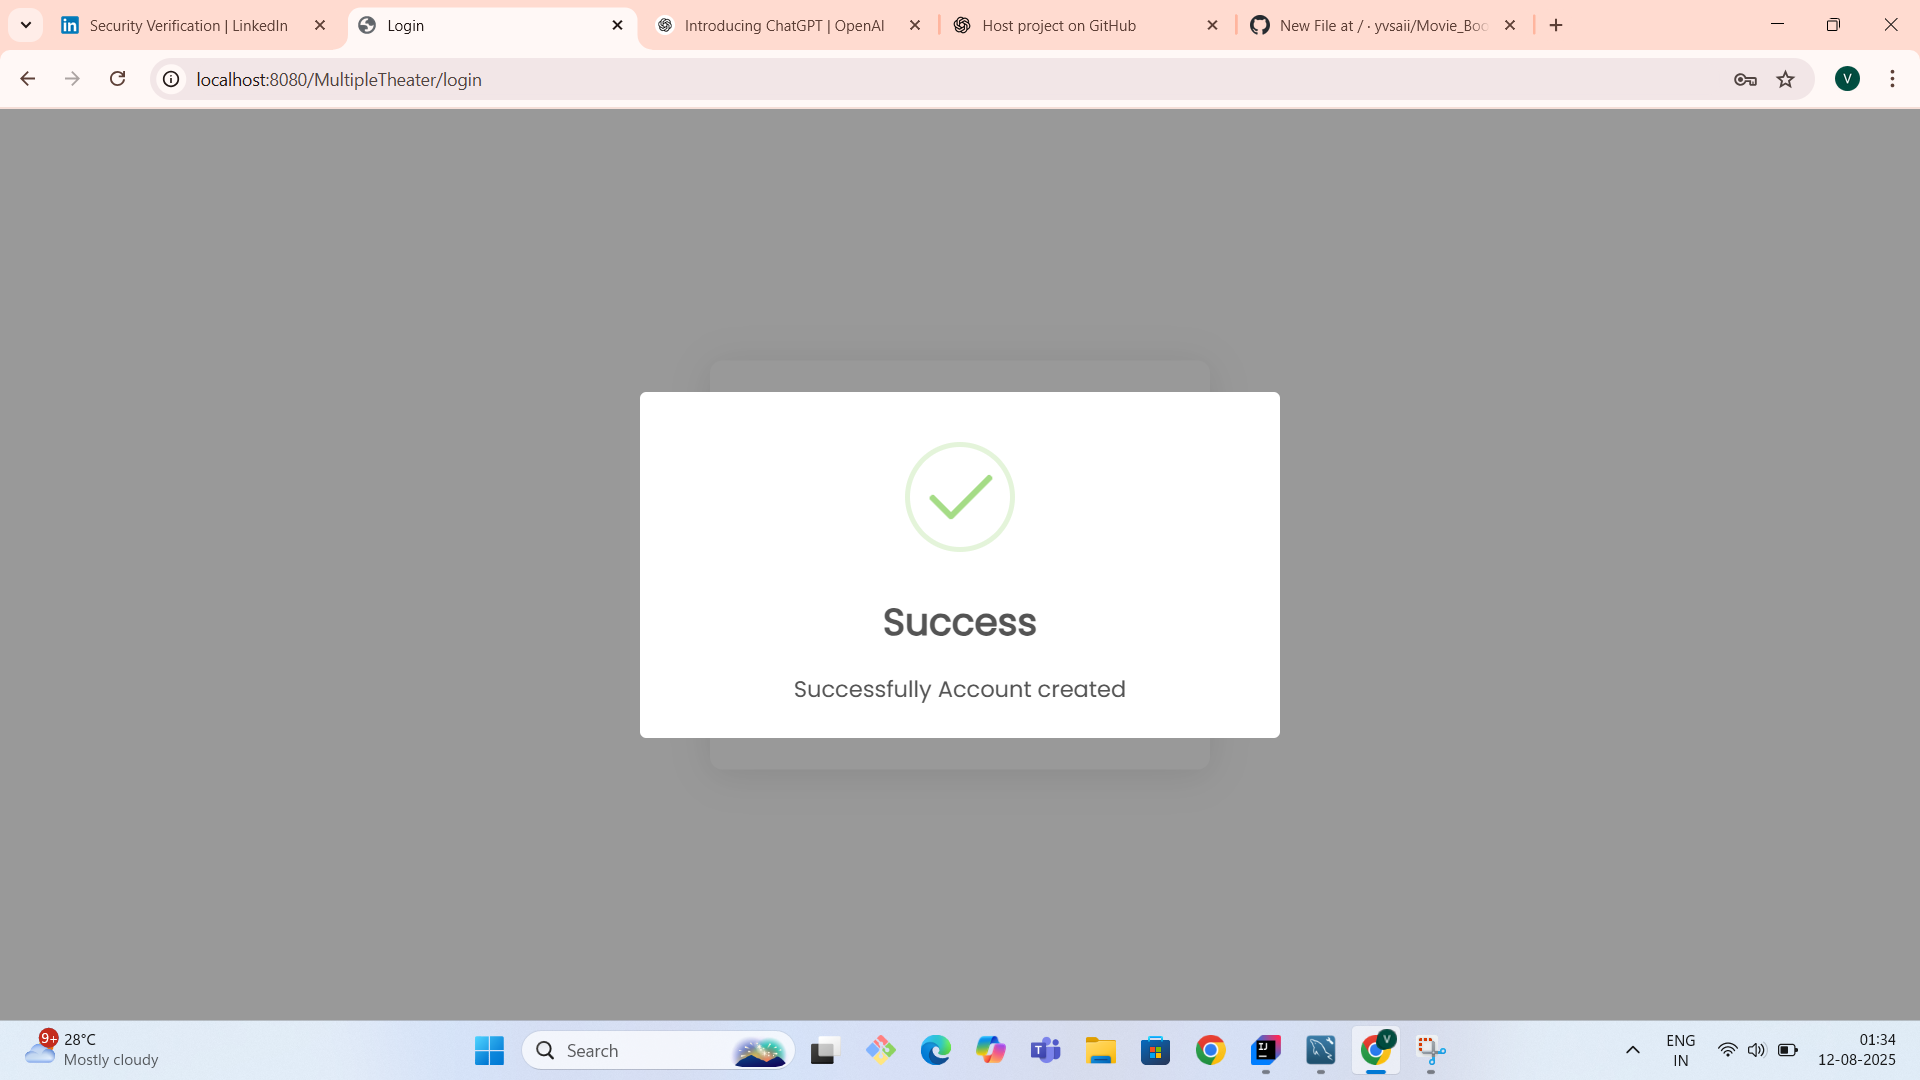 Security Verification | LinkedIn
Login
Introducing ChatGPT | OpenAI
Host project on GitHub
New File at / · yvsaii/Movie_Boo
localhost:8080/MultipleTheater/login
V
Success
Successfully Account created
9+
28°C
Mostly cloudy
Search
V
ENG
IN
01:34
12-08-2025